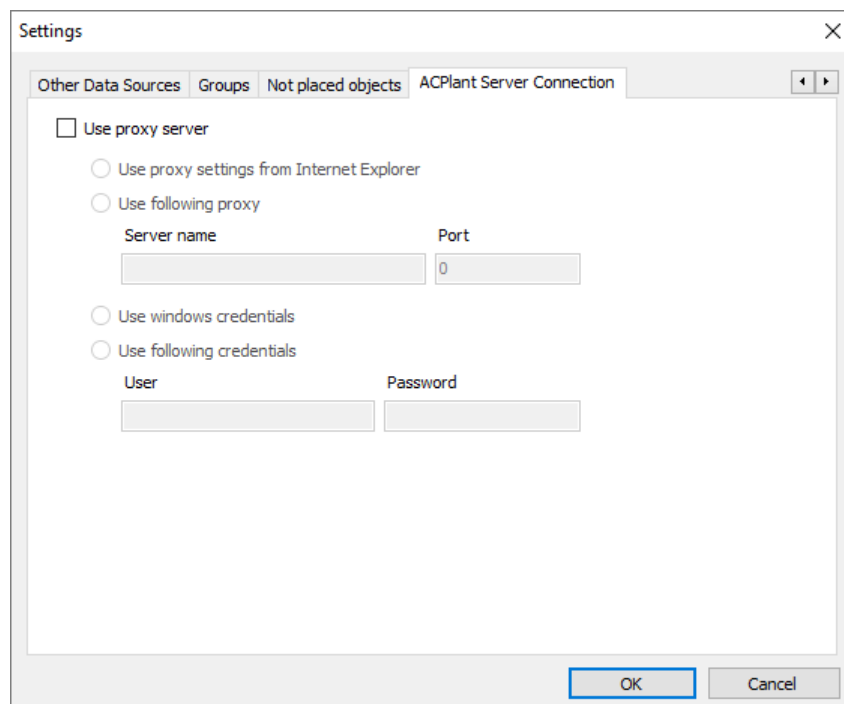 Settings
Other Data Sources Groups Not placed objects ACPlant Server Connection
Use proxy server
Use proxy settings from Internet Explorer
Use following proxy
Server name Port
0
Use windows credentials
Use following credentials
User Password
OK Cancel